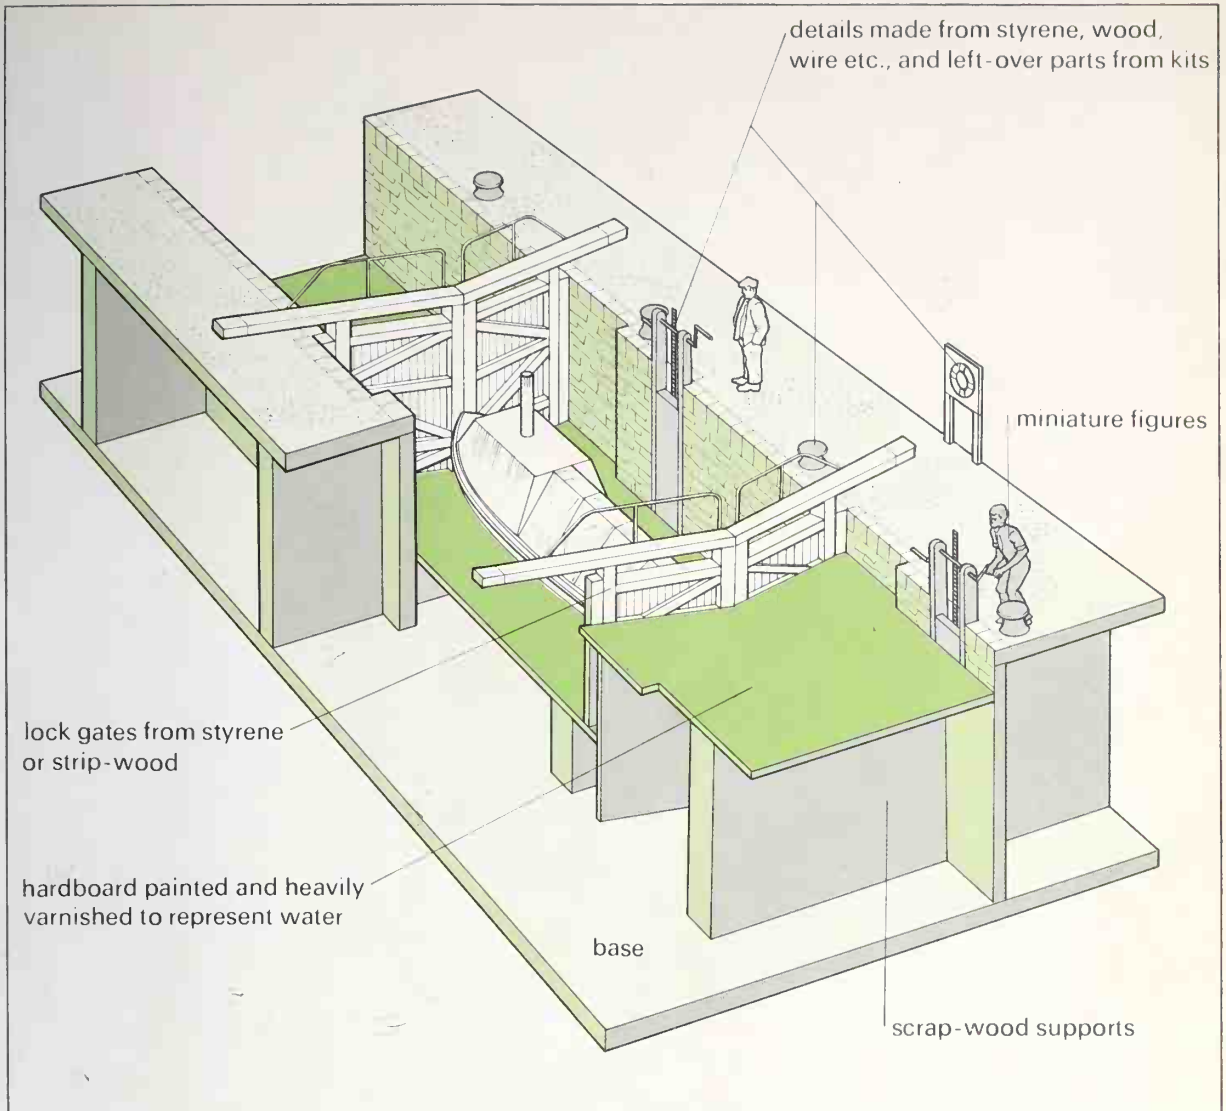 details made from styrene, wood,
wire etc., and left-over parts from kits
miniature figures
lock gates from styrene
or strip-wood
hardboard painted and heavily
varnished to represent water
base
scrap-wood supports